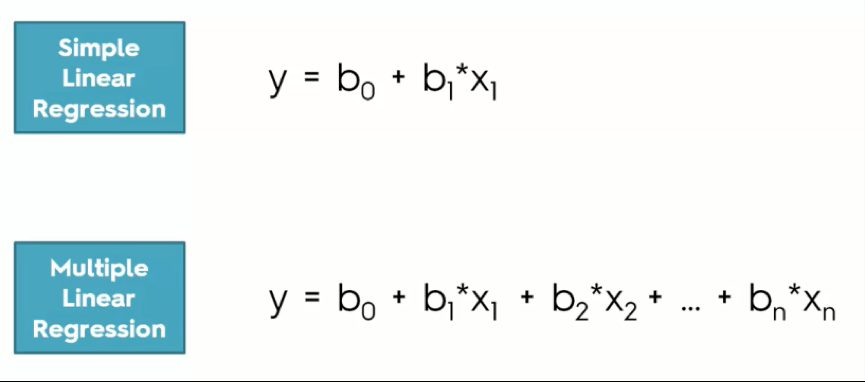 Simple
Linear
Regression
y = b₀ + b₁*x₁
Multiple
Linear
Regression
y = b₀ + b₁*x₁ + b₂*x₂ + ... + bₙ*xₙ